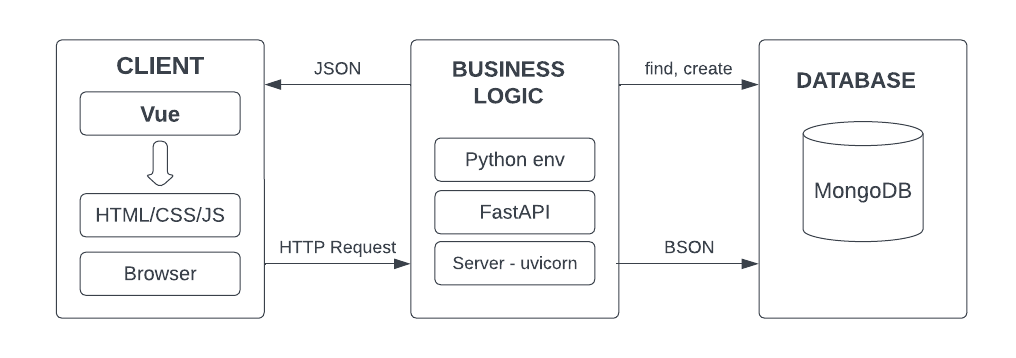 CLIENT
Vue
HTML/CSS/JS
Browser
JSON
HTTP Request
BUSINESS
LOGIC
Python env
FastAPI
Server - uvicorn
find, create
BSON
DATABASE
MongoDB